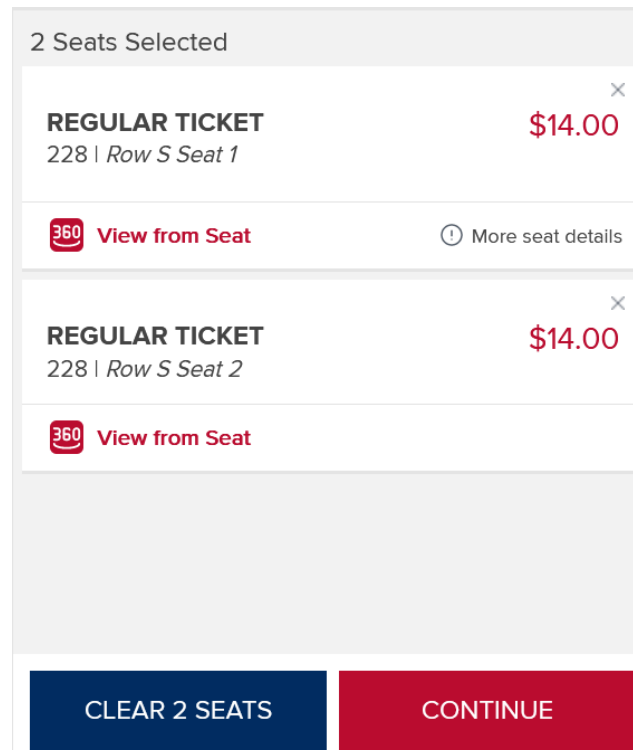 2 Seats Selected
REGULAR TICKET
$14.00
228 | Row S Seat 1
360 View from Seat
More seat details
REGULAR TICKET
$14.00
228 | Row S Seat 2
360 View from Seat
CLEAR 2 SEATS
CONTINUE